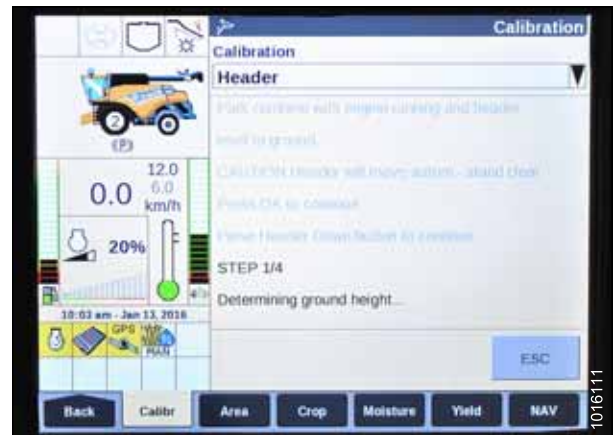 Calibration
Calibration
Header
Park combine with engine running and header
level to ground.
CAUTION Header will move autom.- stand clear
Press OK to continue
Press Header Down button to continue
STEP 1/4
Determining ground height...
ESC
2
(P)
12.0
0.0
6.0
km/h
20%
10:03 am - Jan 13, 2016
GPS
MAN
Back
Calibr
Area
Crop
Moisture
Yield
NAV
1016111